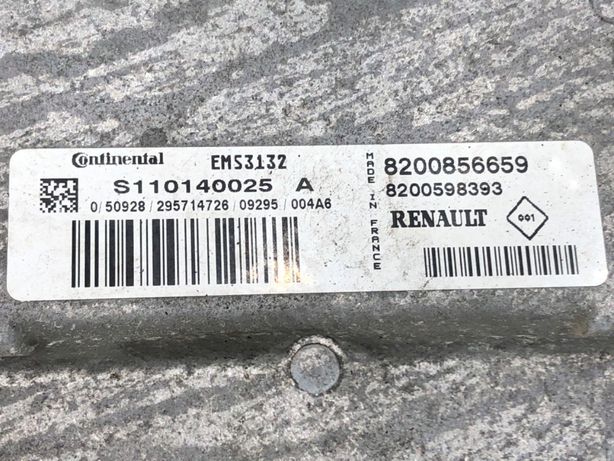 Continental EMS3132
S110140025 A
0/50928/295714726/09295/004A6
MADE IN FRANCE
8200856659
8200598393
RENAULT 001